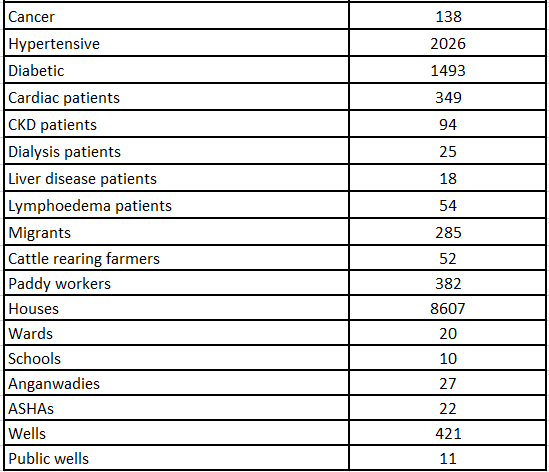 Cancer 138
Hypertensive 2026
Diabetic 1493
Cardiac patients 349
CKD patients 94
Dialysis patients 25
Liver disease patients 18
Lymphoedema patients 54
Migrants 285
Cattle rearing farmers 52
Paddy workers 382
Houses 8607
Wards 20
Schools 10
Anganwadies 27
ASHAs 22
Wells 421
Public wells 11